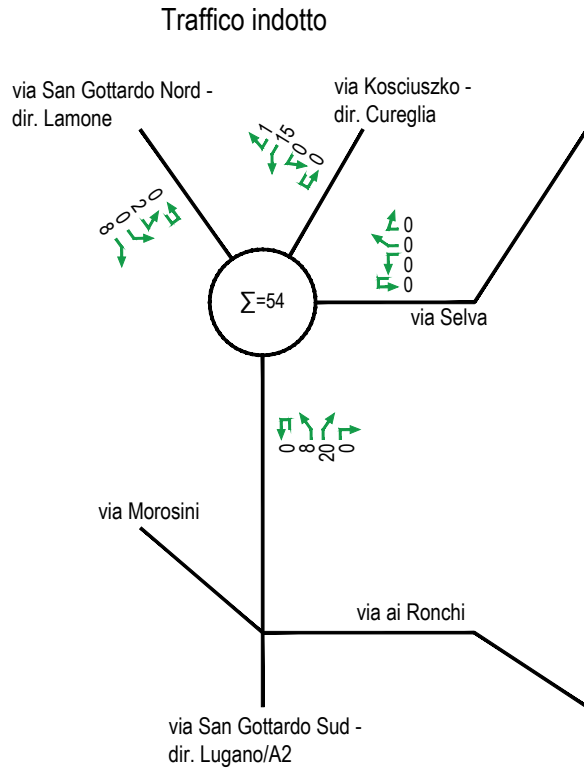 Traffico indotto
via San Gottardo Nord -
dir. Lamone
via Kosciuszko -
dir. Cureglia
1
15
0
0
8
0
2
0
0
0
0
0
∑=54
via Selva
0
8
20
0
via Morosini
via ai Ronchi
via San Gottardo Sud -
dir. Lugano/A2